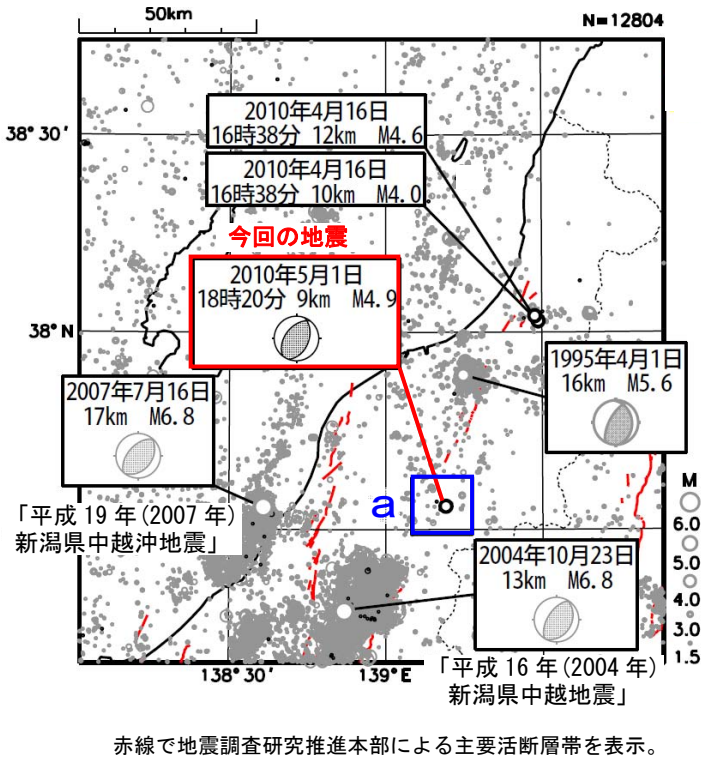 50km
N=12804
38°30′
2010年4月16日
16時38分 12km M4.6
2010年4月16日
16時38分 10km M4.0
今回の地震
2010年5月1日
18時20分 9km M4.9
38°N
1995年4月1日
16km M5.6
2007年7月16日
17km M6.8
a
「平成 19 年(2007 年)
新潟県中越沖地震」
2004年10月23日
13km M6.8
M
6.0
5.0
4.0
3.0
1.5
138°30′
139°E
「平成 16 年(2004 年)
新潟県中越地震」
赤線で地震調査研究推進本部による主要活断層帯を表示。